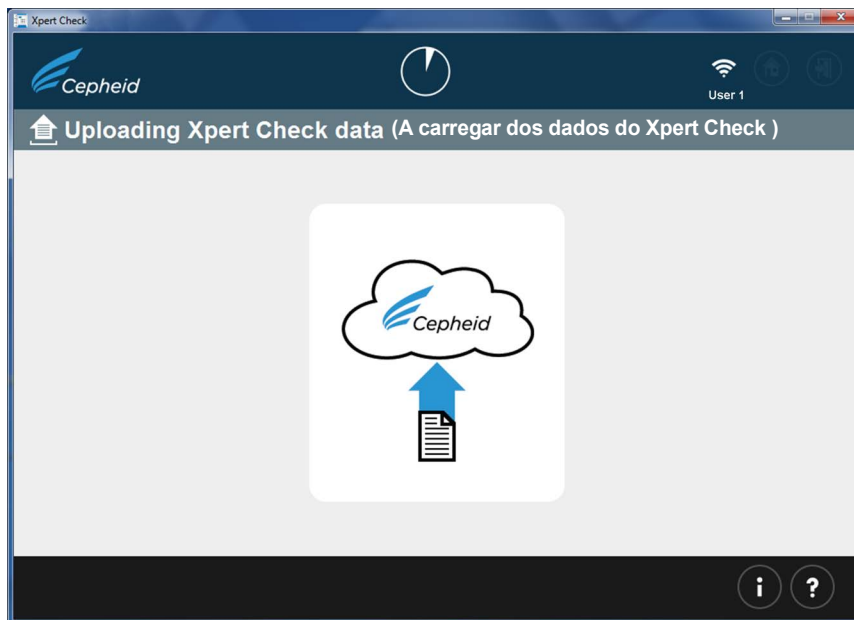 Xpert Check
Cepheid
User 1
Uploading Xpert Check data (A carregar dos dados do Xpert Check )
Cepheid
i ?